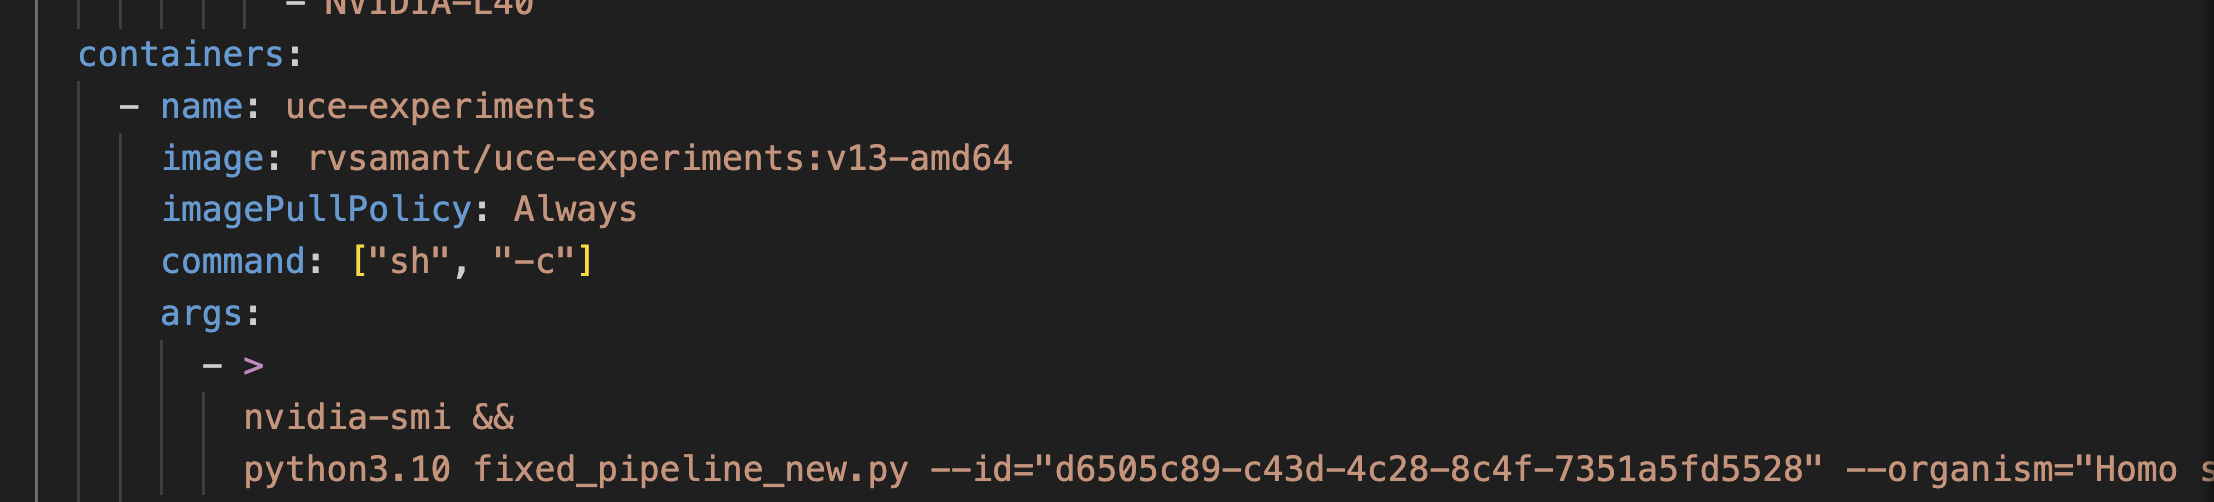 - NVIDIA-L40
containers:
- name: uce-experiments
image: rvsamant/uce-experiments:v13-amd64
imagePullPolicy: Always
command: ["sh", "-c"]
args:
- >
nvidia-smi &&
python3.10 fixed_pipeline_new.py --id="d6505c89-c43d-4c28-8c4f-7351a5fd5528" --organism="Homo s